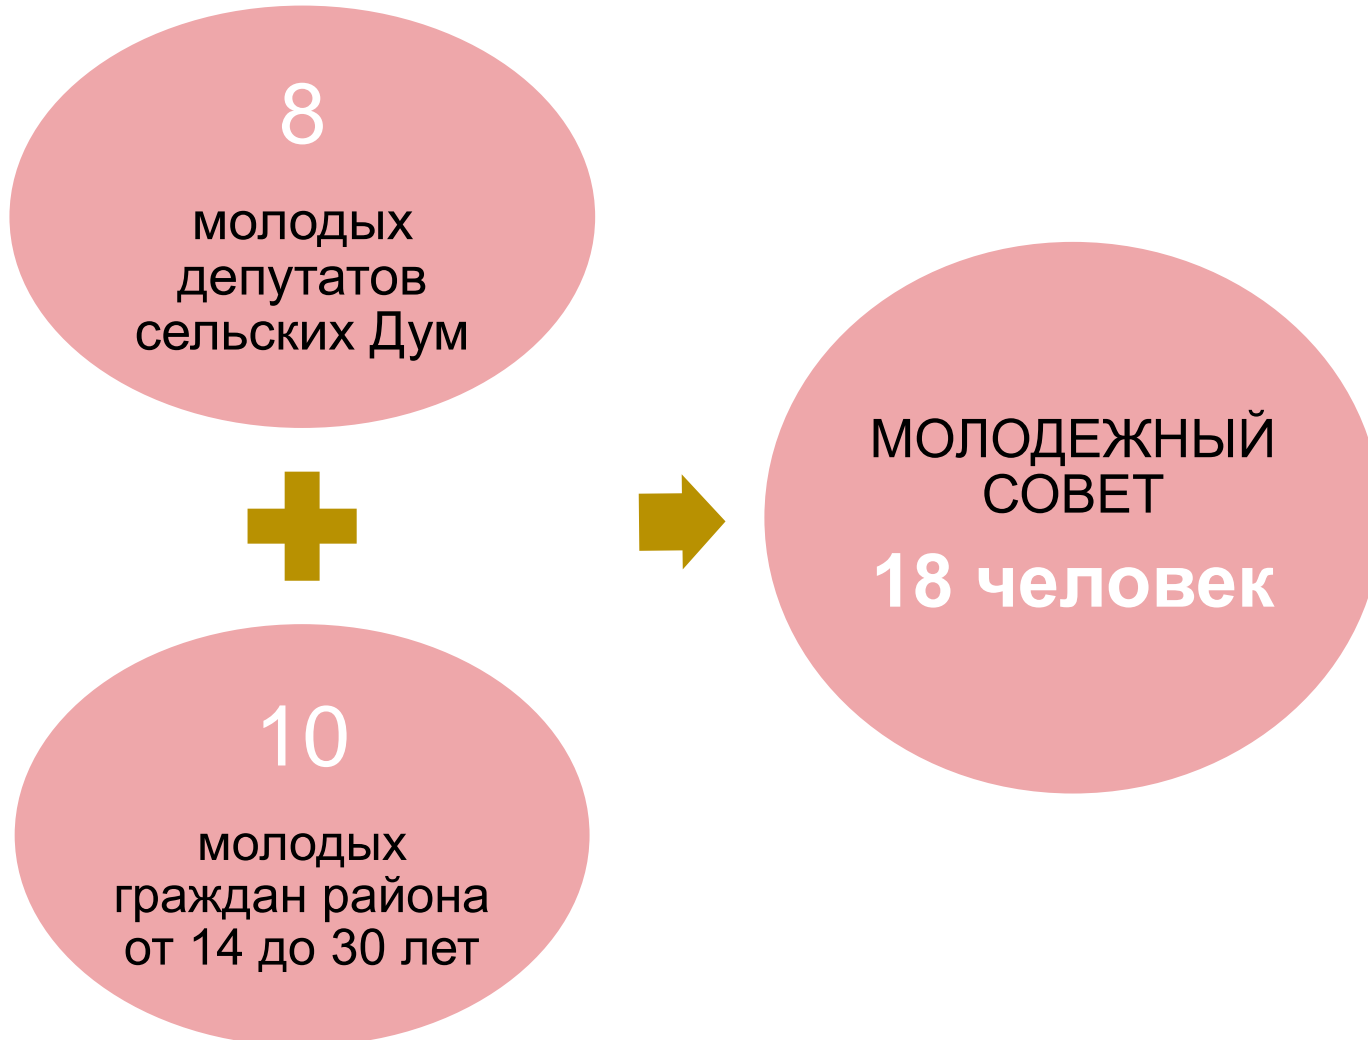 8
молодых
депутатов
сельских Дум
10
молодых
граждан района
от 14 до 30 лет
МОЛОДЕЖНЫЙ
СОВЕТ
18 человек